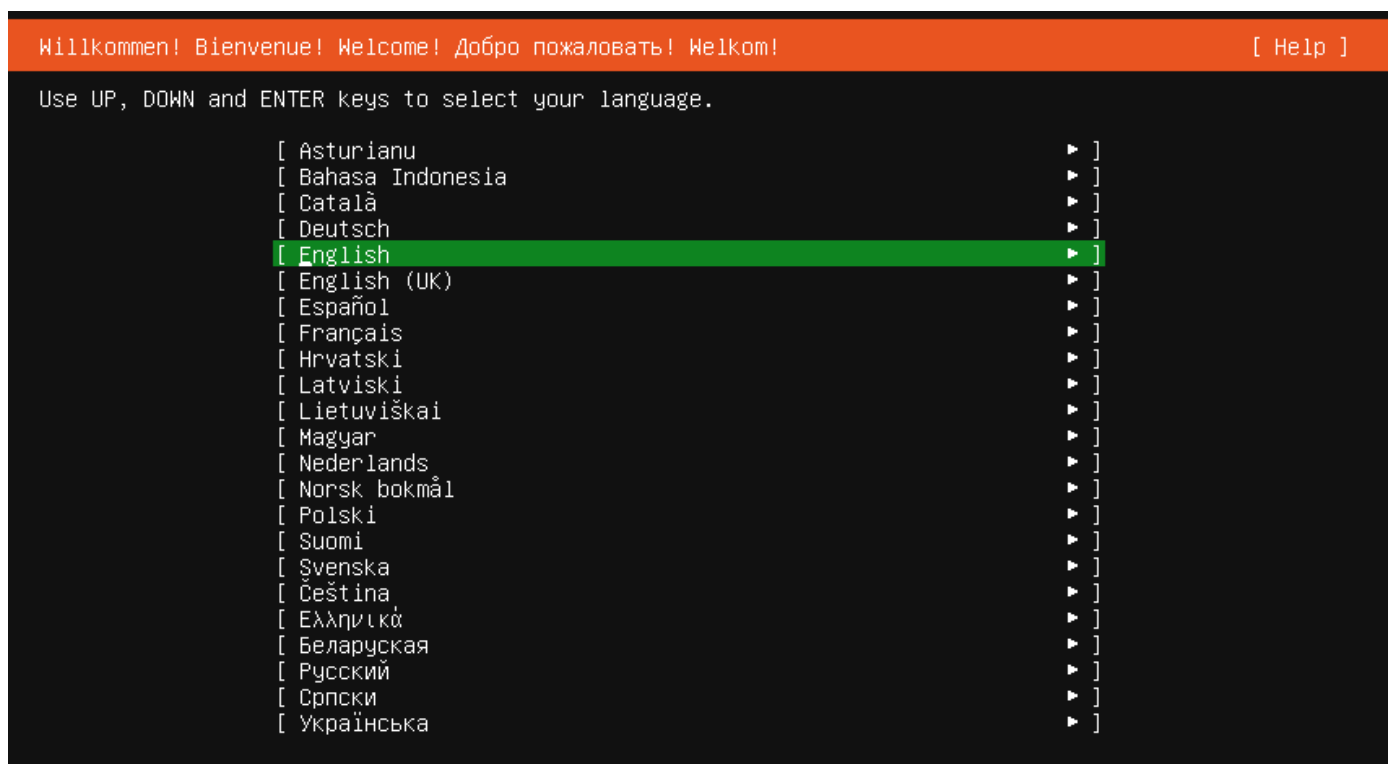 Willkommen! Bienvenue! Welcome! Добро пожаловать! Welkom! [ Help ]
Use UP, DOWN and ENTER keys to select your language.
[ Asturianu ▸ ]
[ Bahasa Indonesia ▸ ]
[ Català ▸ ]
[ Deutsch ▸ ]
[ English ▸ ]
[ English (UK) ▸ ]
[ Español ▸ ]
[ Français ▸ ]
[ Hrvatski ▸ ]
[ Latviski ▸ ]
[ Lietuviškai ▸ ]
[ Magyar ▸ ]
[ Nederlands ▸ ]
[ Norsk bokmål ▸ ]
[ Polski ▸ ]
[ Suomi ▸ ]
[ Svenska ▸ ]
[ Čeština ▸ ]
[ Ελληνικά ▸ ]
[ Беларуская ▸ ]
[ Русский ▸ ]
[ Српски ▸ ]
[ Українська ▸ ]